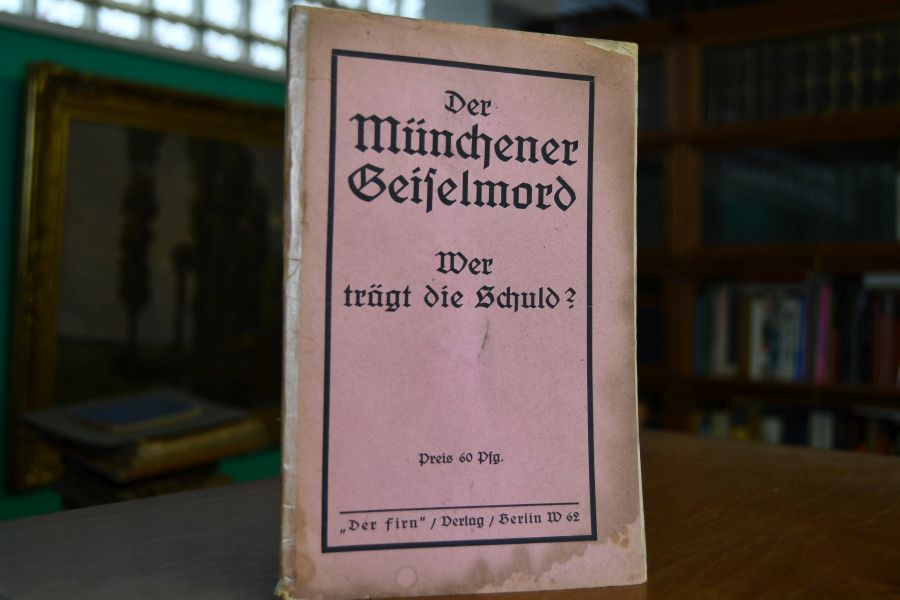 Der
Münchener
Geiselmord
Wer
trägt die Schuld?
Preis 60 Pfg.
„Der Firn" / Verlag / Berlin W 62